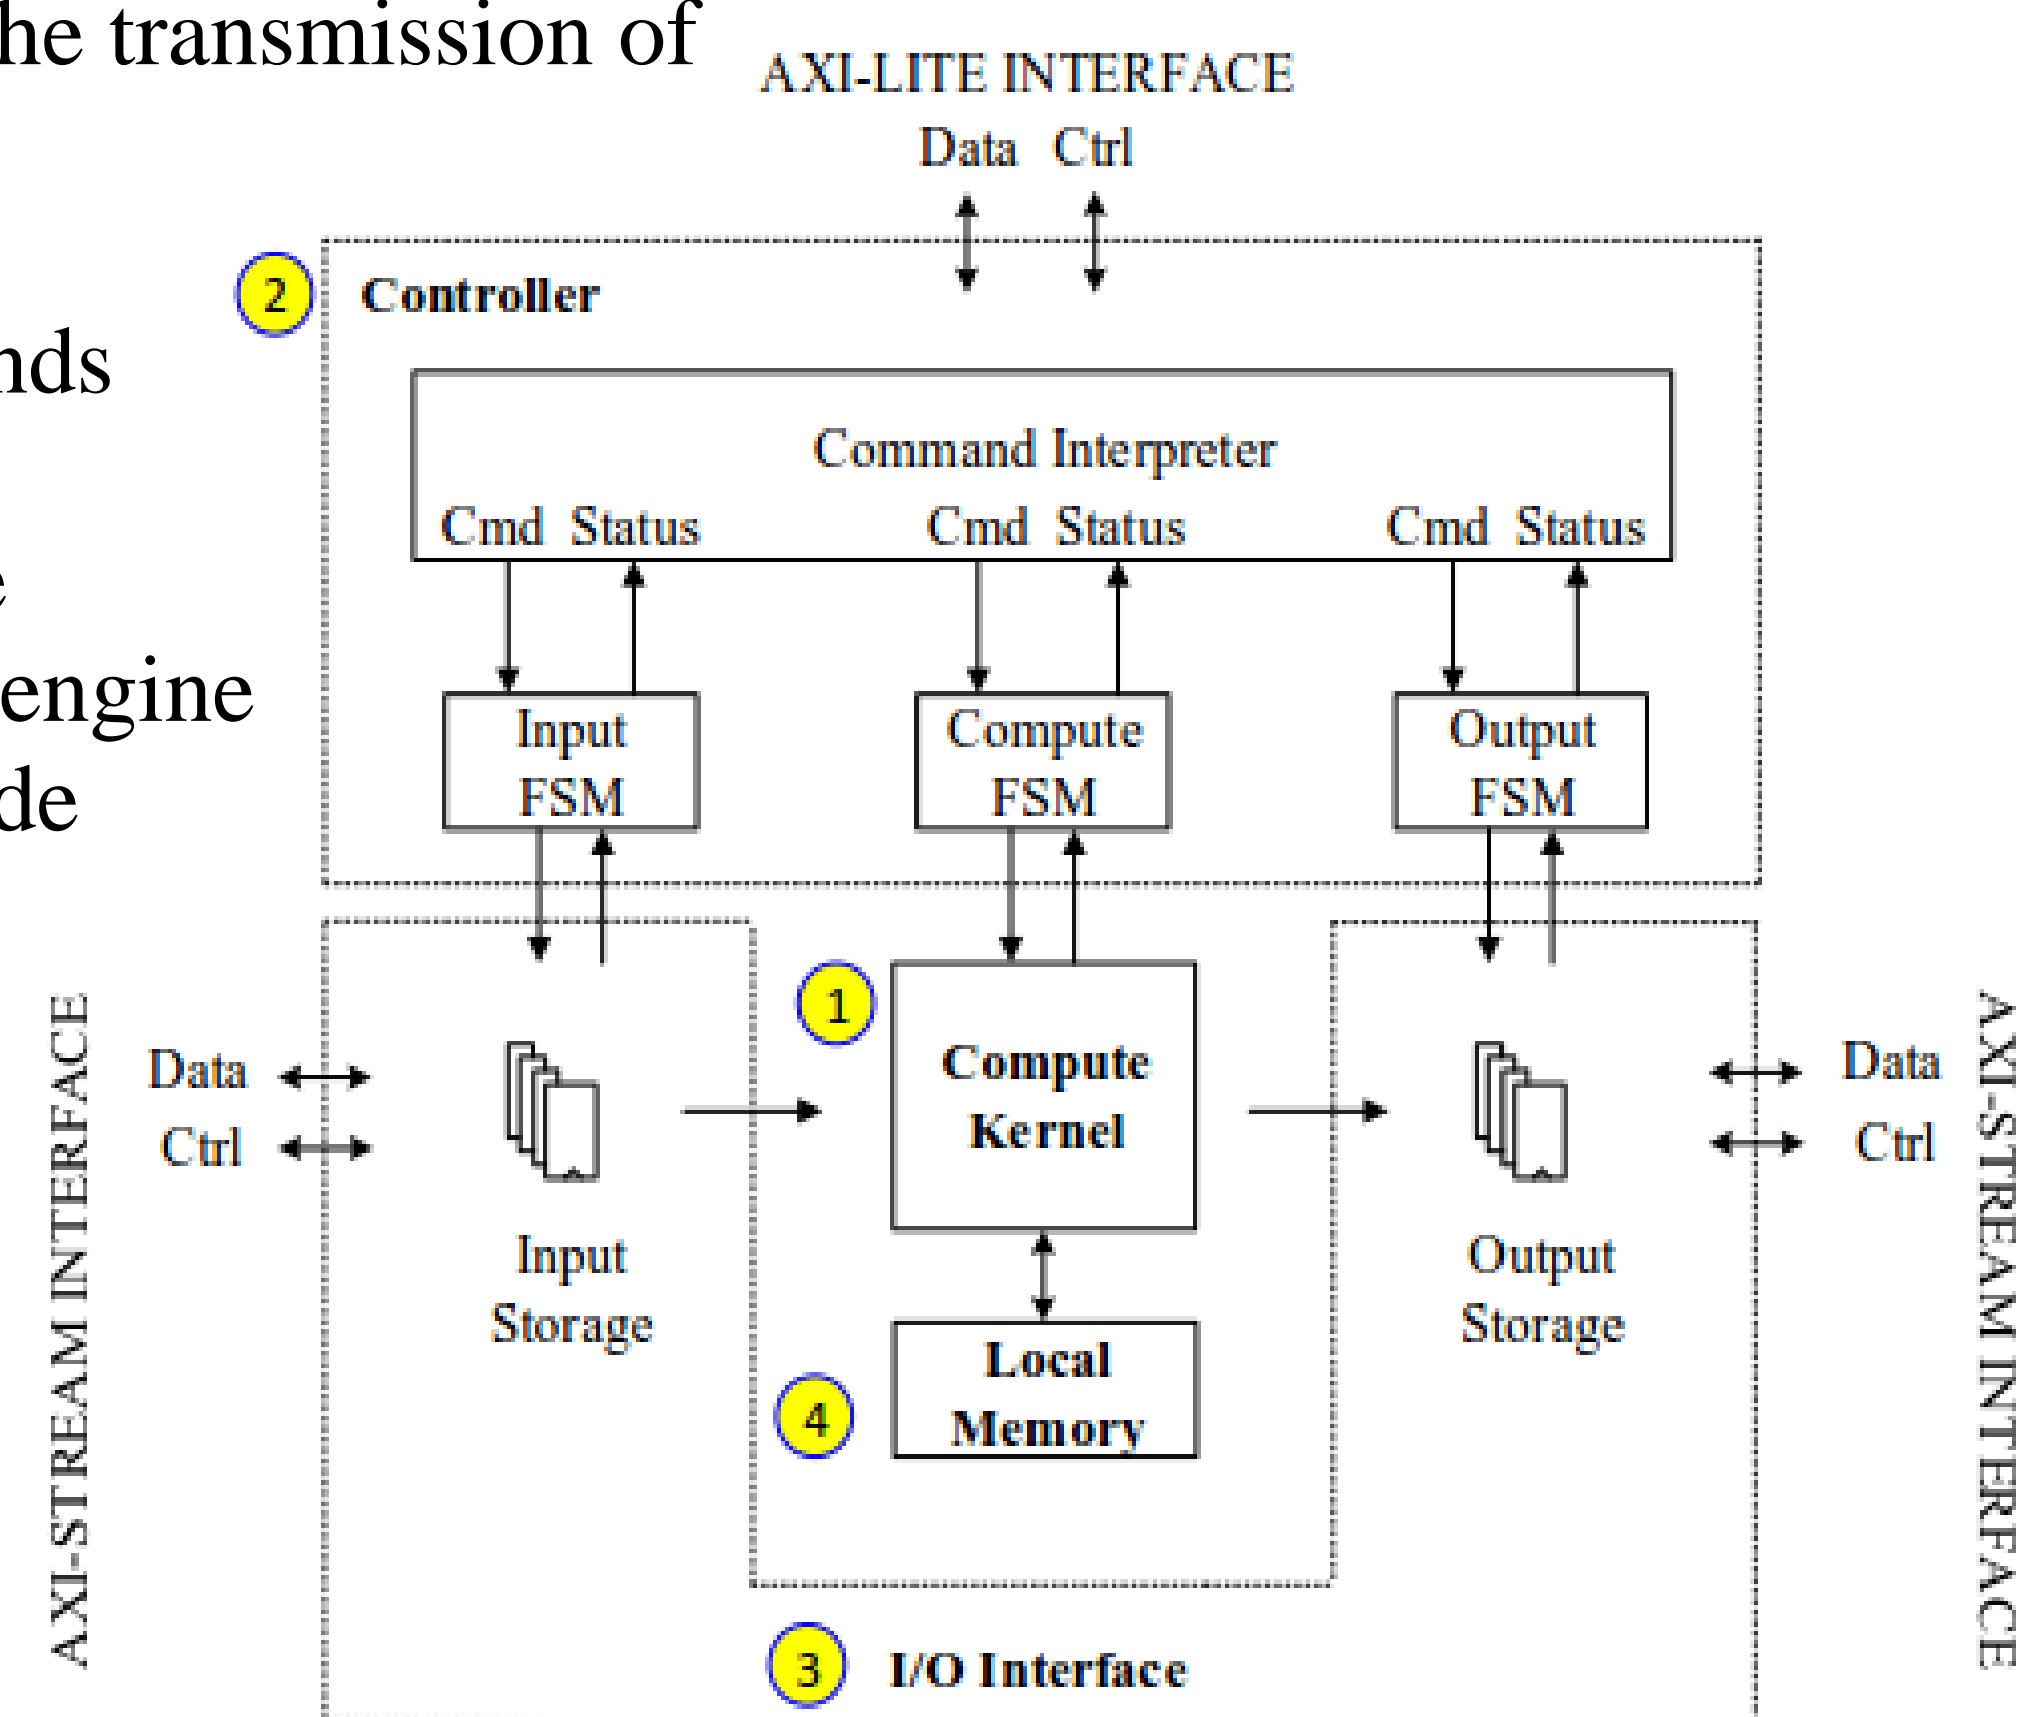 he transmission of
nds
e
engine
de
AXI-LITE INTERFACE
Data Ctrl
2
Controller
Command Interpreter
Cmd Status
Cmd Status
Cmd Status
Input
FSM
Compute
FSM
Output
FSM
AXI-STREAM INTERFACE
Data
Ctrl
Input
Storage
1
Compute
Kernel
4
Local
Memory
Output
Storage
Data
Ctrl
AXI-STREAM INTERFACE
3
I/O Interface